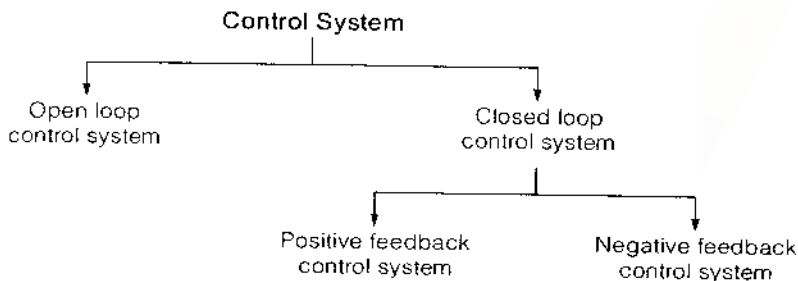 Control System
Open loop
control system
Closed loop
control system
Positive feedback
control system
Negative feedback
control system